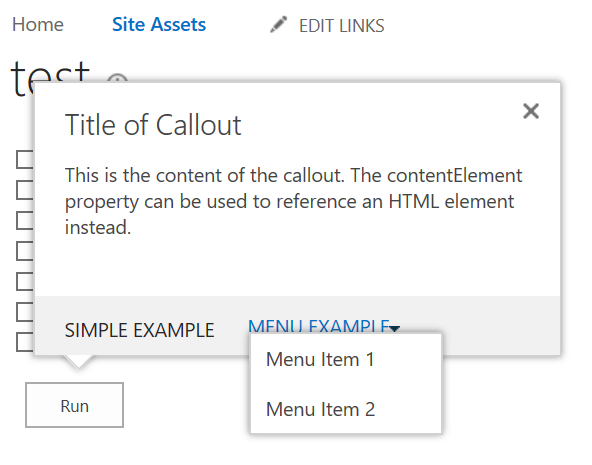 Home Site Assets EDIT LINKS
test
Title of Callout
This is the content of the callout. The contentElement
property can be used to reference an HTML element
instead.
SIMPLE EXAMPLE MENU EXAMPLE
Menu Item 1
Menu Item 2
Run